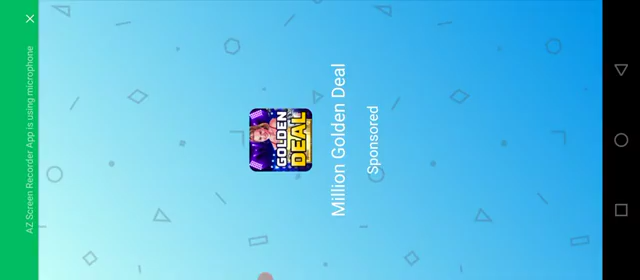 AZ Screen Recorder App is using microphone
GOLDEN
DEAL
Million Golden Deal
Sponsored